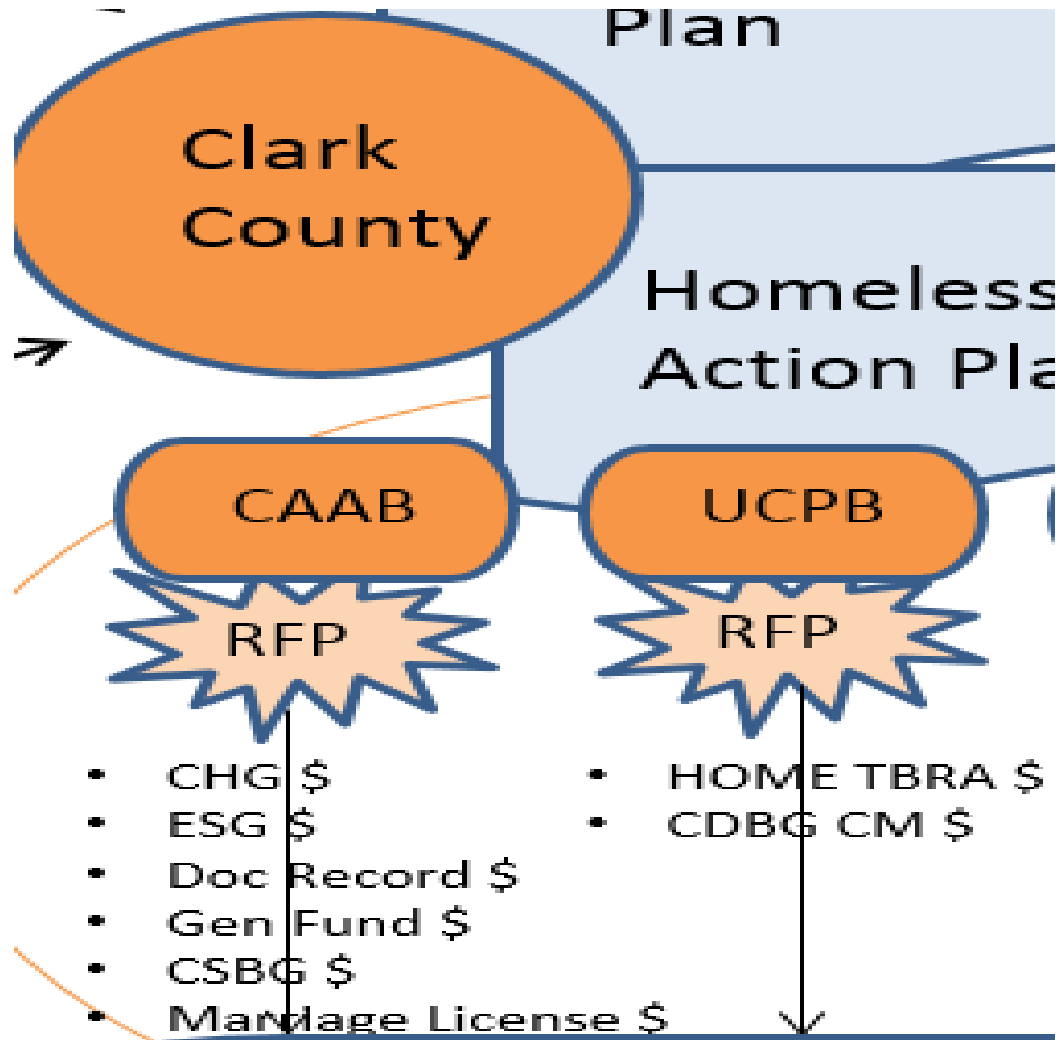 Plan
Clark
County
Homeless
Action Pla
CAAB
UCPB
RFP
RFP
• CHG $
• ESG $
• Doc Record $
• Gen Fund $
• CSBG $
• Marriage License $
• HOME TBRA $
• CDBG CM $